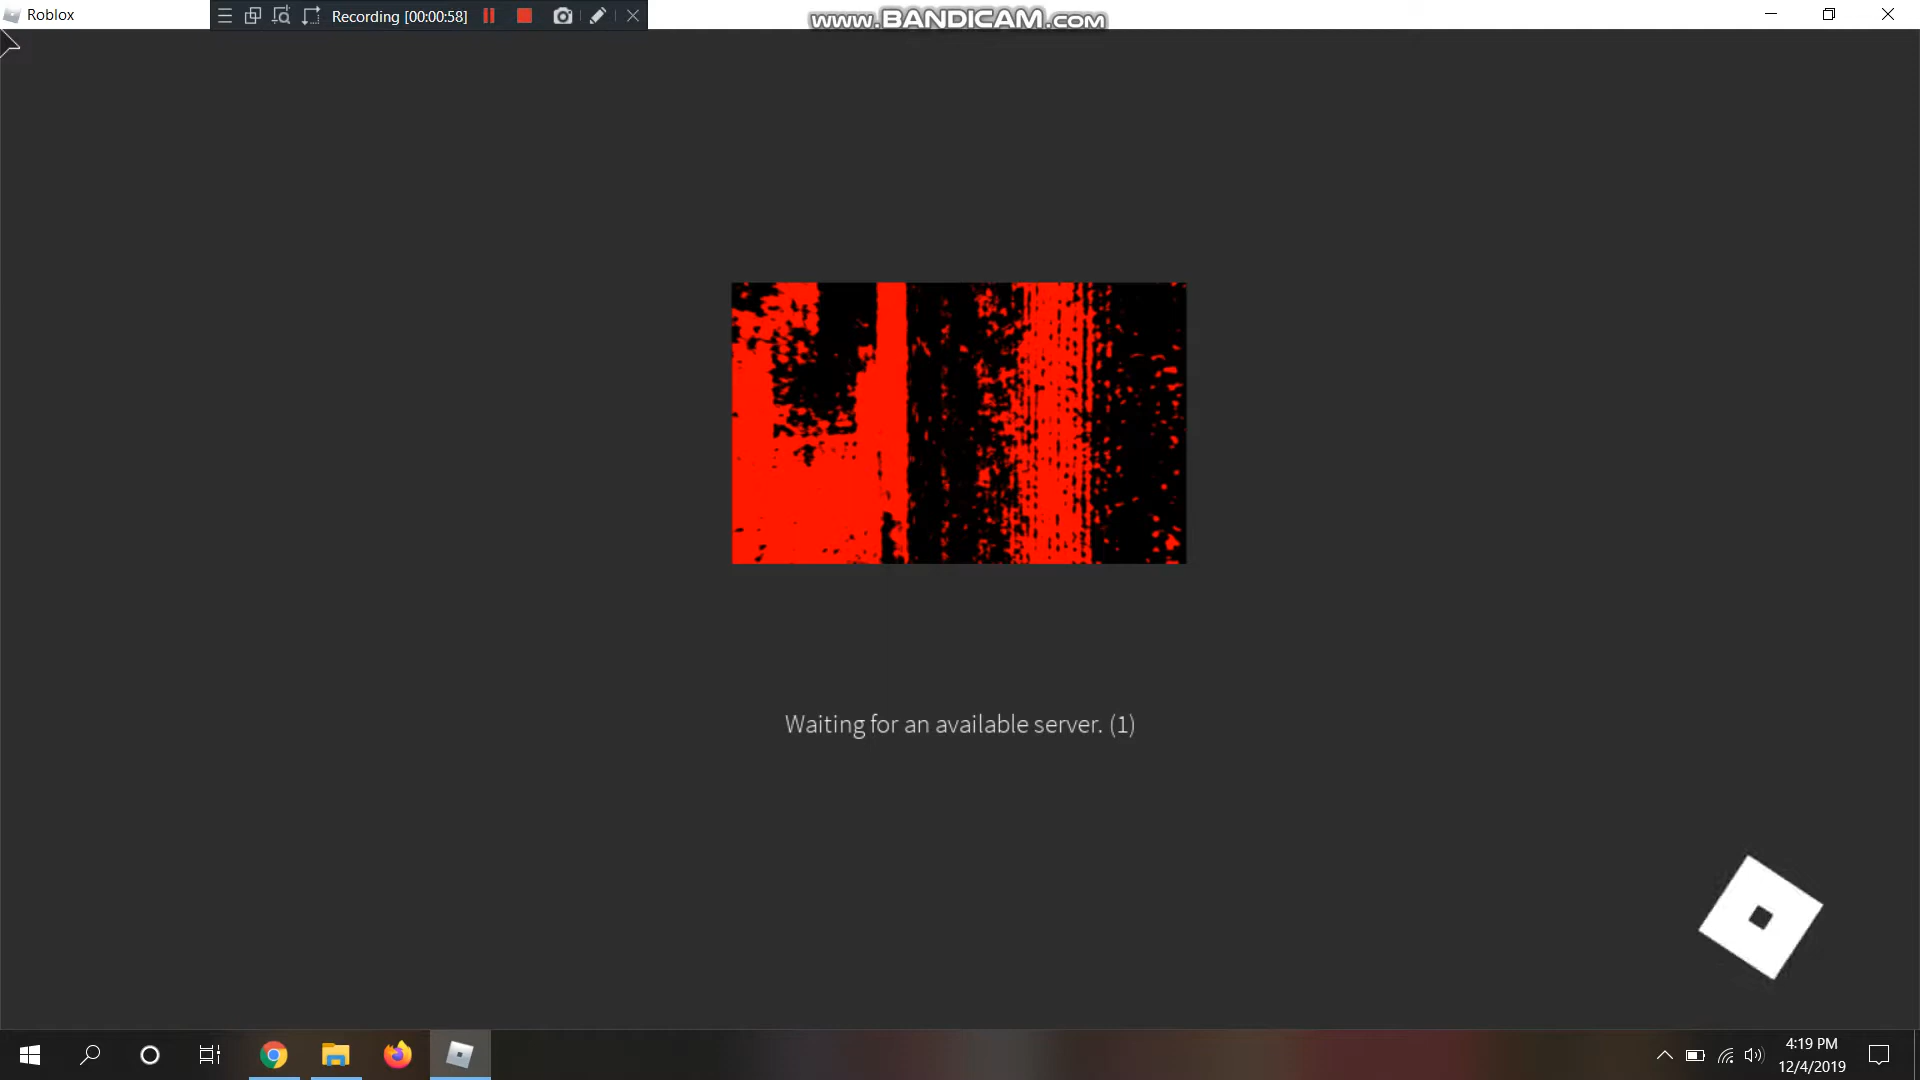 Roblox
Recording [00:00:58]
www.BANDICAM.com
Waiting for an available server. (1)
4:19 PM
12/4/2019